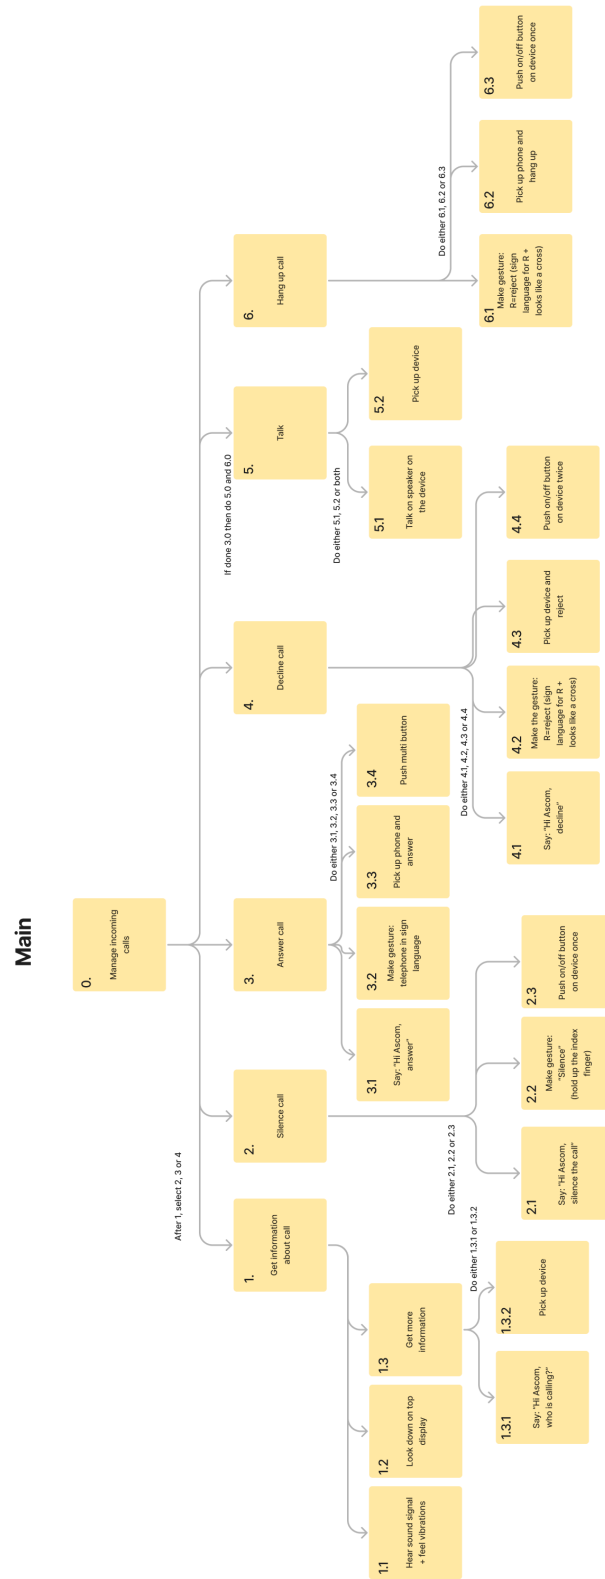 Main
0.
Manage incoming
calls
After 1, select 2, 3 or 4
1.
Get information
about call
2.
Silence call
3.
Answer call
4.
Decline call
If done 3.0 then do 5.0 and 6.0
5.
Talk
6.
Hang up call
1.1
Hear sound signal
+ feel vibrations
1.2
Look down on top
display
1.3
Get more
information
Do either 1.3.1 or 1.3.2
1.3.1
Say: "Hi Ascom,
who is calling?"
1.3.2
Pick up device
Do either 2.1, 2.2 or 2.3
2.1
Say: "Hi Ascom,
silence the call"
2.2
Make gesture:
"Silence"
(hold up the index
finger)
2.3
Push on/off button
on device once
Do either 3.1, 3.2, 3.3 or 3.4
3.1
Say: "Hi Ascom,
answer"
3.2
Make gesture:
telephone in sign
language
3.3
Pick up phone and
answer
3.4
Push multi button
Do either 4.1, 4.2, 4.3 or 4.4
4.1
Say: "Hi Ascom,
decline"
4.2
Make the gesture:
R=reject (sign
language for R +
looks like a cross)
4.3
Pick up device and
reject
4.4
Push on/off button
on device twice
Do either 5.1, 5.2 or both
5.1
Talk on speaker on
the device
5.2
Pick up device
Do either 6.1, 6.2 or 6.3
6.1
Make gesture:
R=reject (sign
language for R +
looks like a cross)
6.2
Pick up phone and
hang up
6.3
Push on/off button
on device once